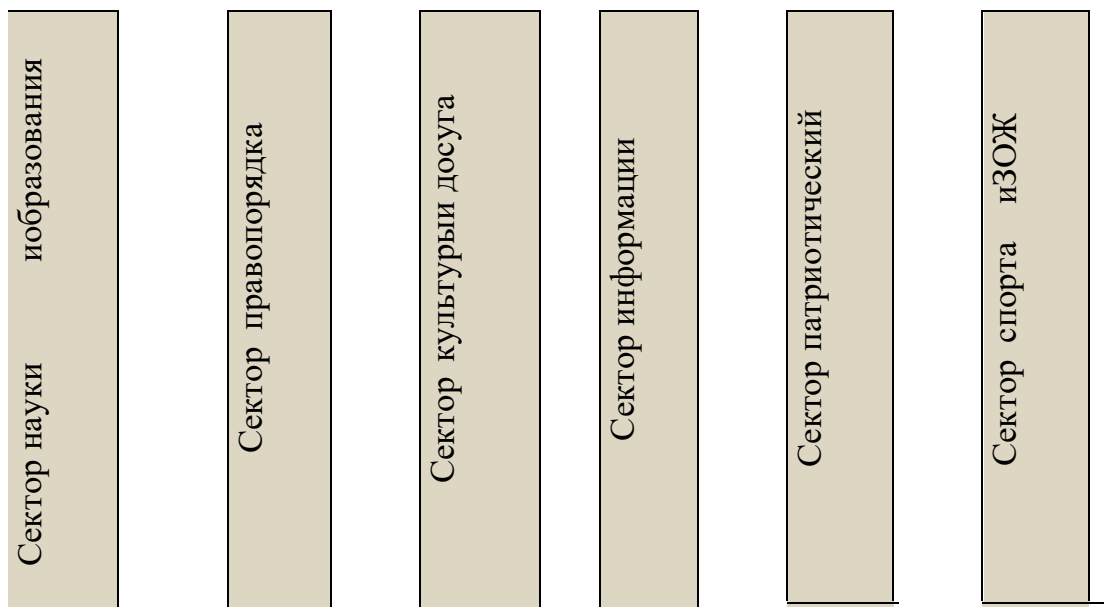 Сектор науки иобразования
Сектор правопорядка
Сектор культурыи досуга
Сектор информации
Сектор патриотический
Сектор спорта иЗОЖ